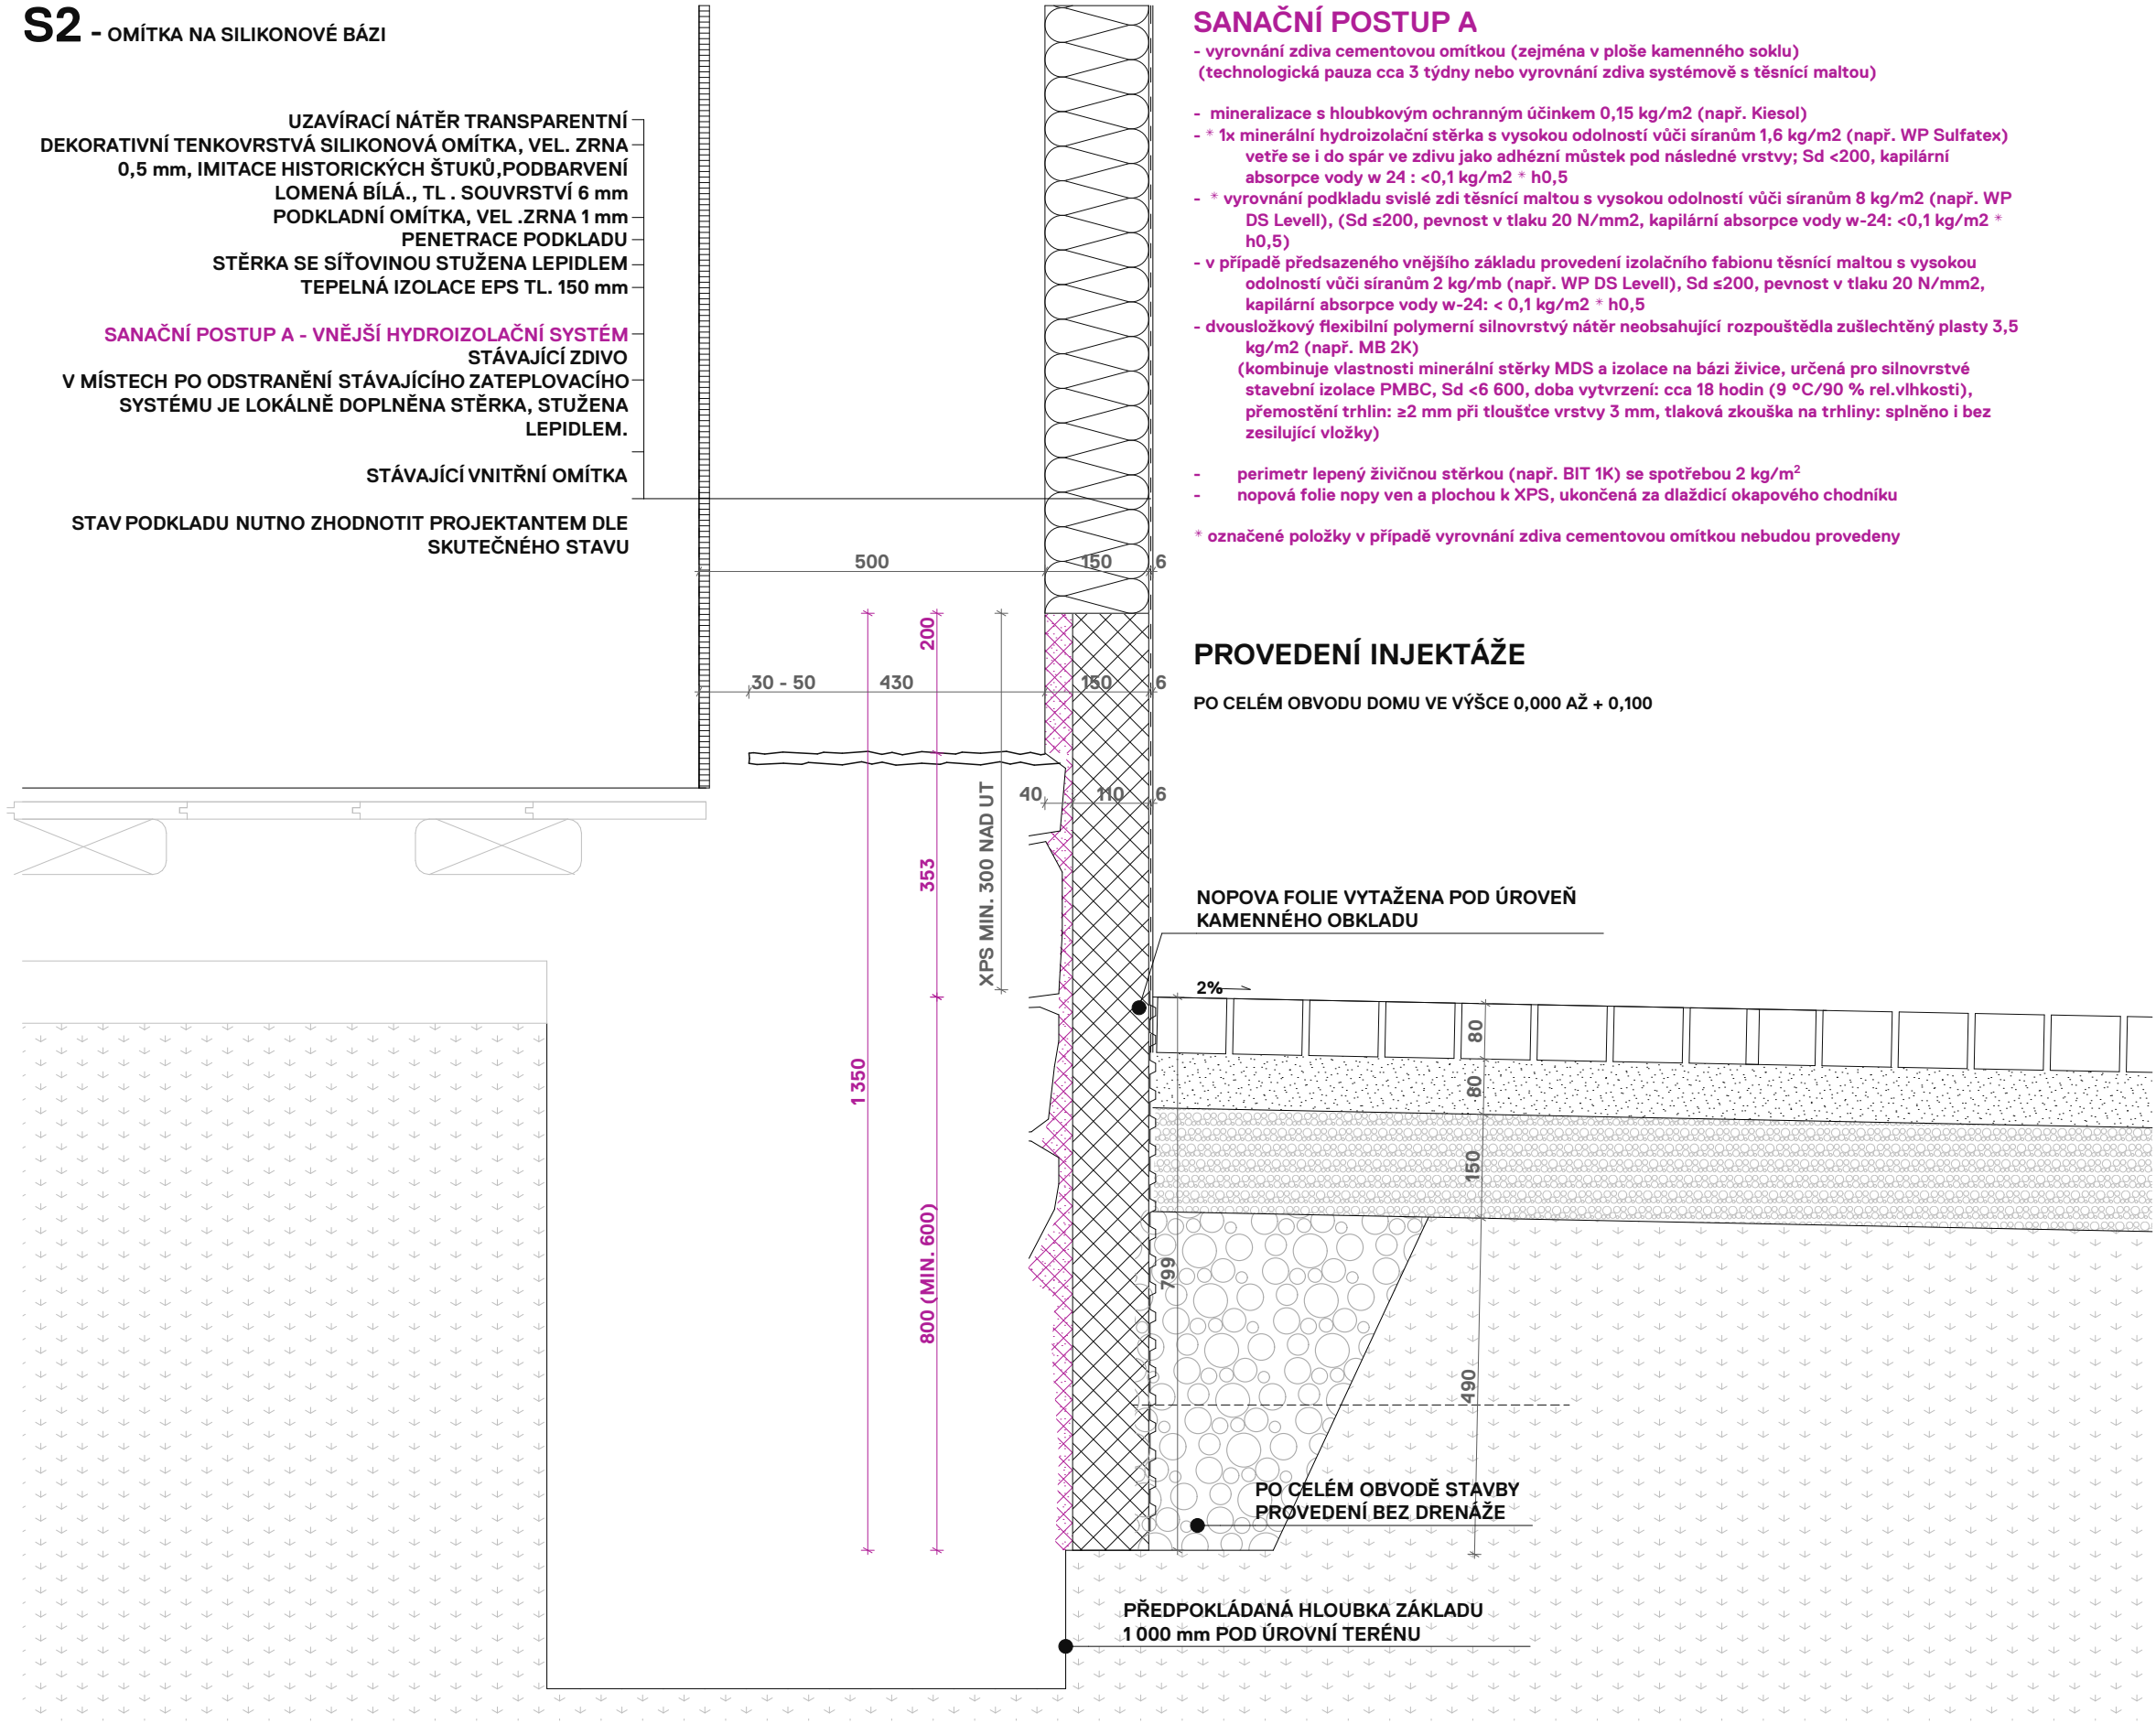 S2 - OMÍTKA NA SILIKONOVÉ BÁZI
UZAVÍRACÍ NÁTĚR TRANSPARENTNÍ
DEKORATIVNÍ TENKOVRSTVÁ SILIKONOVÁ OMÍTKA, VEL. ZRNA
0,5 mm, IMITACE HISTORICKÝCH ŠTUKŮ,PODBARVENÍ
LOMENÁ BÍLÁ., TL . SOUVRSTVÍ 6 mm
PODKLADNÍ OMÍTKA, VEL .ZRNA 1 mm
PENETRACE PODKLADU
STĚRKA SE SÍŤOVINOU STUŽENA LEPIDLEM
TEPELNÁ IZOLACE EPS TL. 150 mm
SANAČNÍ POSTUP A - VNĚJŠÍ HYDROIZOLAČNÍ SYSTÉM
STÁVAJÍCÍ ZDIVO
V MÍSTECH PO ODSTRANĚNÍ STÁVAJÍCÍHO ZATEPLOVACÍHO
SYSTÉMU JE LOKÁLNĚ DOPLNĚNA STĚRKA, STUŽENA
LEPIDLEM.
STÁVAJÍCÍ VNITŘNÍ OMÍTKA
STAV PODKLADU NUTNO ZHODNOTIT PROJEKTANTEM DLE
SKUTEČNÉHO STAVU
SANAČNÍ POSTUP A
- vyrovnání zdiva cementovou omítkou (zejména v ploše kamenného soklu)
(technologická pauza cca 3 týdny nebo vyrovnání zdiva systémově s těsnící maltou)
- mineralizace s hloubkovým ochranným účinkem 0,15 kg/m2 (např. Kiesol)
- * 1x minerální hydroizolační stěrka s vysokou odolností vůči síranům 1,6 kg/m2 (např. WP Sulfatex)
vetře se i do spár ve zdivu jako adhézní můstek pod následné vrstvy; Sd <200, kapilární
absorpce vody w 24 : <0,1 kg/m2 * h0,5
- * vyrovnání podkladu svislé zdi těsnící maltou s vysokou odolností vůči síranům 8 kg/m2 (např. WP
DS Levell), (Sd ≤200, pevnost v tlaku 20 N/mm2, kapilární absorpce vody w-24: <0,1 kg/m2 *
h0,5)
- v případě předsazeného vnějšího základu provedení izolačního fabionu těsnící maltou s vysokou
odolností vůči síranům 2 kg/mb (např. WP DS Levell), Sd ≤200, pevnost v tlaku 20 N/mm2,
kapilární absorpce vody w-24: < 0,1 kg/m2 * h0,5
- dvousložkový flexibilní polymerní silnovrstvý nátěr neobsahující rozpouštědla zušlechtěný plasty 3,5
kg/m2 (např. MB 2K)
(kombinuje vlastnosti minerální stěrky MDS a izolace na bázi živice, určená pro silnovrstvé
stavební izolace PMBC, Sd <6 600, doba vytvrzení: cca 18 hodin (9 °C/90 % rel.vlhkosti),
přemostění trhlin: ≥2 mm při tloušťce vrstvy 3 mm, tlaková zkouška na trhliny: splněno i bez
zesilující vložky)
- perimetr lepený živičnou stěrkou (např. BIT 1K) se spotřebou 2 kg/m²
- nopová folie nopy ven a plochou k XPS, ukončená za dlaždicí okapového chodníku
* označené položky v případě vyrovnání zdiva cementovou omítkou nebudou provedeny
500
150
6
200
PROVEDENÍ INJEKTÁŽE
PO CELÉM OBVODU DOMU VE VÝŠCE 0,000 AŽ + 0,100
30 - 50
430
150
6
40
110
6
XPS MIN. 300 NAD UT
353
1 350
800 (MIN. 600)
NOPOVA FOLIE VYTAŽENA POD ÚROVEŇ
KAMENNÉHO OBKLADU
2%
80
80
150
799
490
PO CELÉM OBVODĚ STAVBY
PROVEDENÍ BEZ DRENÁŽE
PŘEDPOKLÁDANÁ HLOUBKA ZÁKLADU
1 000 mm POD ÚROVNÍ TERÉNU